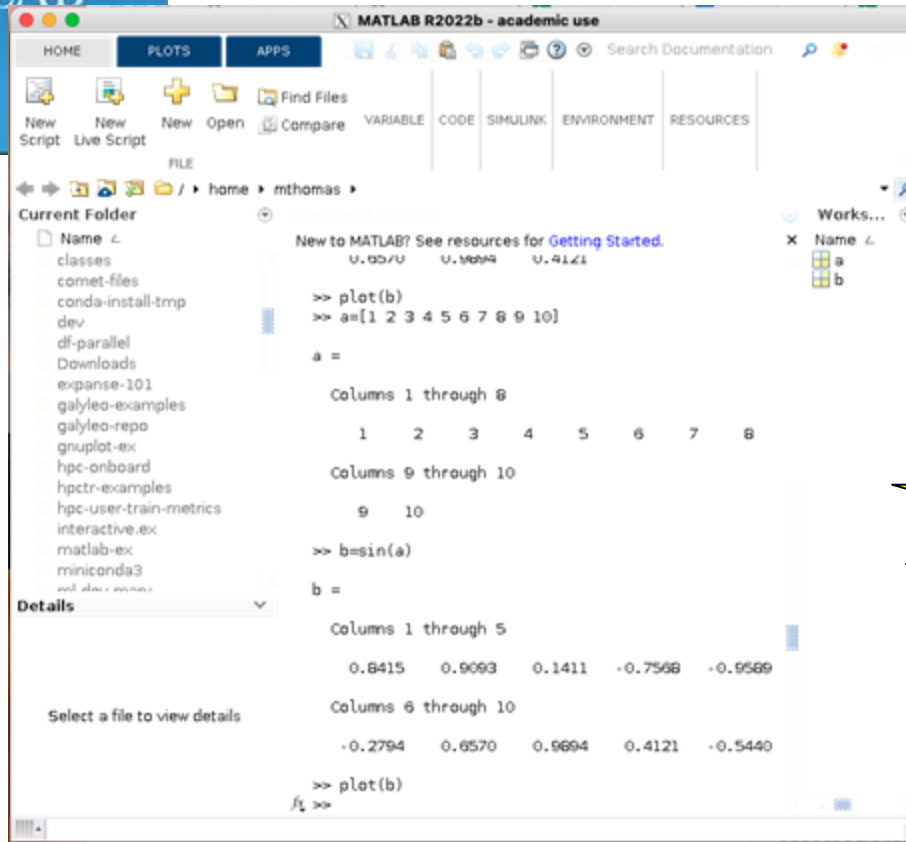 MATLAB R2022b - academic use
HOME PLOTS APPS Search Documentation
New Script New Live Script New Open Find Files Compare VARIABLE CODE SIMULINK ENVIRONMENT RESOURCES
FILE
/ home mthomas
Current Folder
Name
classes
comet-files
conda-install-tmp
dev
df-parallel
Downloads
expanse-101
galyleo-examples
galyleo-repo
gnuplot-ex
hpc-onboard
hpctr-examples
hpc-user-train-metrics
interactive.ex
matlab-ex
miniconda3
Details
Select a file to view details
New to MATLAB? See resources for Getting Started.
0.6570 0.9894 0.4121
>> plot(b)
>> a=[1 2 3 4 5 6 7 8 9 10]
a =
Columns 1 through 8
1 2 3 4 5 6 7 8
Columns 9 through 10
9 10
>> b=sin(a)
b =
Columns 1 through 5
0.8415 0.9093 0.1411 -0.7568 -0.9589
Columns 6 through 10
-0.2794 0.6570 0.9894 0.4121 -0.5440
>> plot(b)
fx >>
Works...
Name
a
b